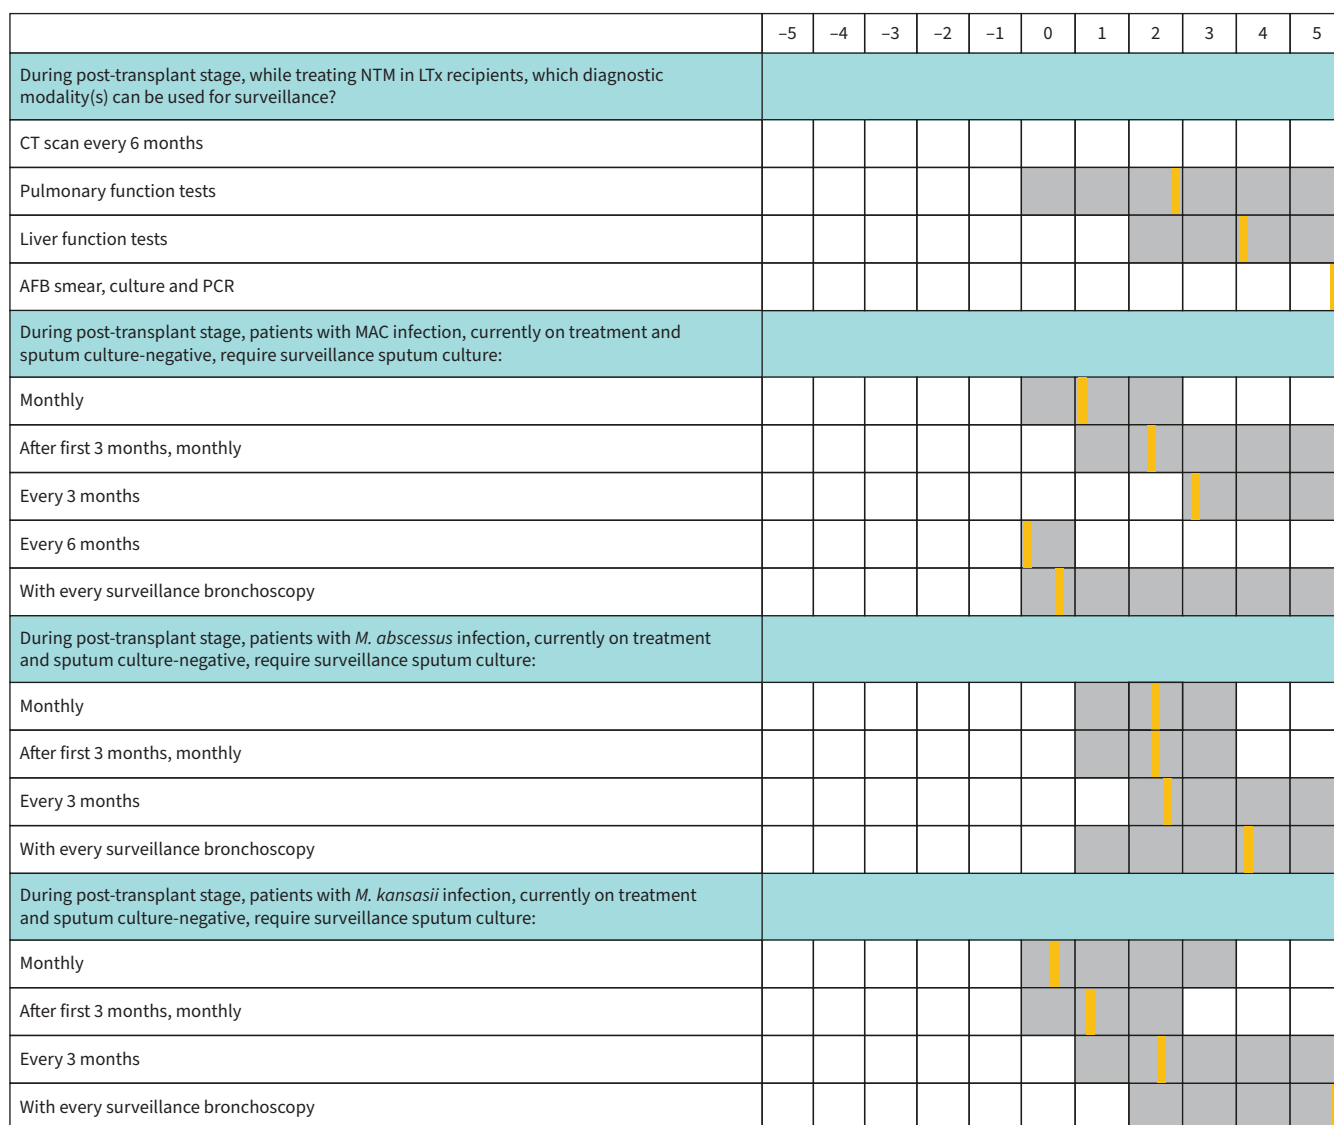 –5 –4 –3 –2 –1 0 1 2 3 4 5
During post-transplant stage, while treating NTM in LTx recipients, which diagnostic
modality(s) can be used for surveillance?
CT scan every 6 months
Pulmonary function tests
Liver function tests
AFB smear, culture and PCR
During post-transplant stage, patients with MAC infection, currently on treatment and
sputum culture-negative, require surveillance sputum culture:
Monthly
After first 3 months, monthly
Every 3 months
Every 6 months
With every surveillance bronchoscopy
During post-transplant stage, patients with M. abscessus infection, currently on treatment
and sputum culture-negative, require surveillance sputum culture:
Monthly
After first 3 months, monthly
Every 3 months
With every surveillance bronchoscopy
During post-transplant stage, patients with M. kansasii infection, currently on treatment
and sputum culture-negative, require surveillance sputum culture:
Monthly
After first 3 months, monthly
Every 3 months
With every surveillance bronchoscopy